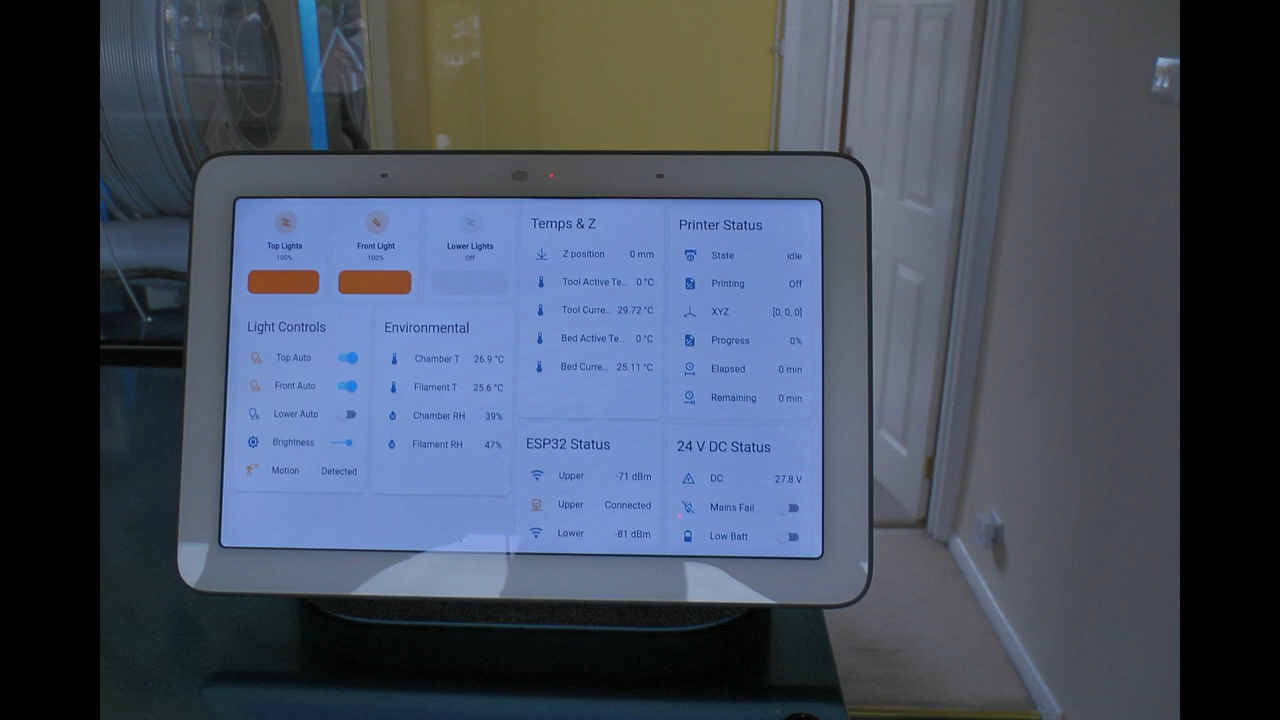 Top Lights
100%
Front Light
100%
Lower Lights
Off
Light Controls
Top Auto
Front Auto
Lower Auto
Brightness
Motion Detected
Environmental
Chamber T 26.9 °C
Filament T 25.6 °C
Chamber RH 39%
Filament RH 47%
Temps & Z
Z position 0 mm
Tool Active Te... 0 °C
Tool Curre... 29.72 °C
Bed Active Te... 0 °C
Bed Curre... 25.11 °C
ESP32 Status
Upper -71 dBm
Upper Connected
Lower -81 dBm
Printer Status
State idle
Printing Off
XYZ [0, 0, 0]
Progress 0%
Elapsed 0 min
Remaining 0 min
24 V DC Status
DC 27.8 V
Mains Fail
Low Batt